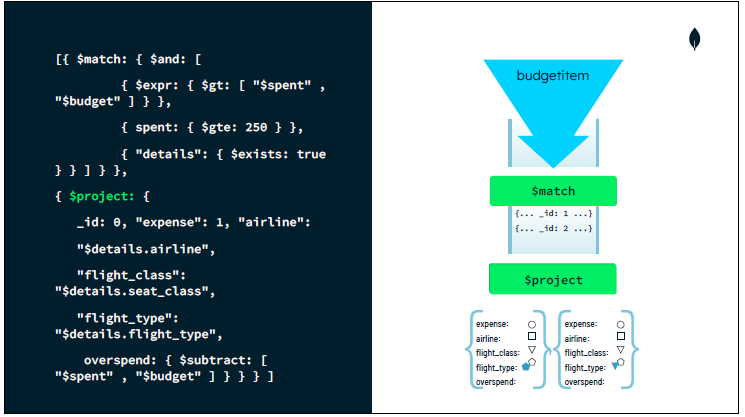 [{ $match: { $and: [
{ $expr: { $gt: [ "$spent" ,
"$budget" ] } },
{ spent: { $gte: 250 } },
{ "details": { $exists: true
} } ] } },
{ $project: {
_id: 0, "expense": 1, "airline":
"$details.airline",
"flight_class":
"$details.seat_class",
"flight_type":
"$details.flight_type",
overspend: { $subtract: [
"$spent" , "$budget" ] } } } ]
budgetitem
$match
{... _id: 1 ...}
{... _id: 2 ...}
$project
expense:
airline:
flight_class:
flight_type:
overspend:
expense:
airline:
flight_class:
flight_type:
overspend: